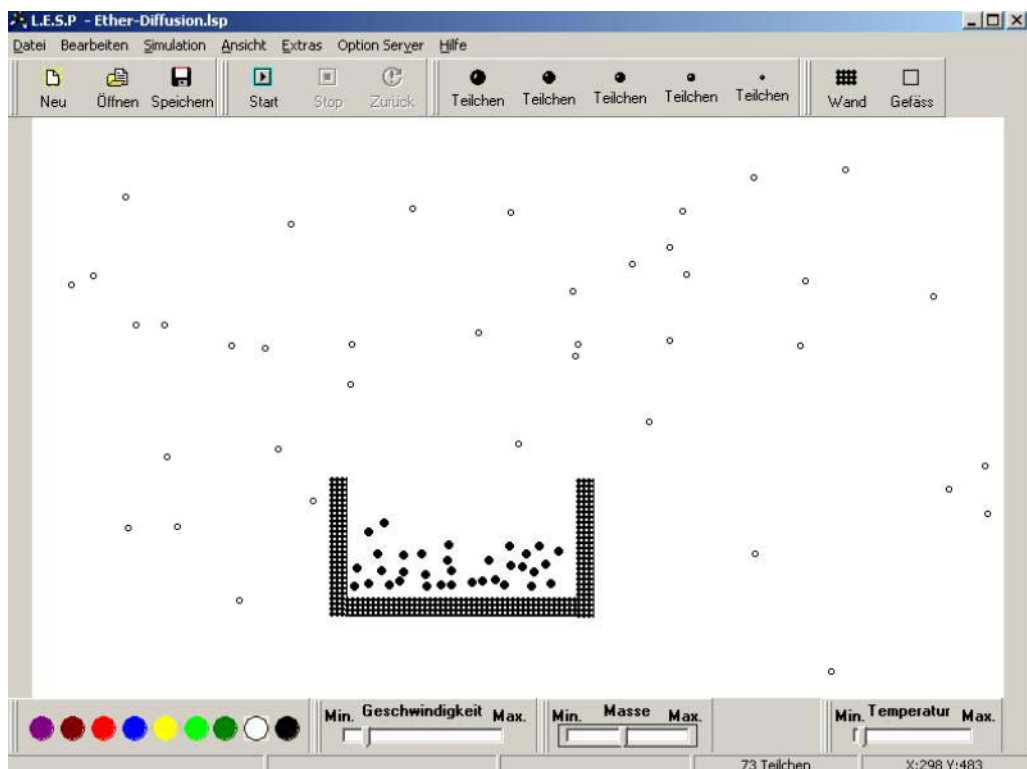 L.E.S.P - Ether-Diffusion.lsp
Datei Bearbeiten Simulation Ansicht Extras Option Server Hilfe
Neu Öffnen Speichern Start Stop Zurück Teilchen Teilchen Teilchen Teilchen Teilchen Wand Gefäss
Min. Geschwindigkeit Max. Min. Masse Max. Min. Temperatur Max.
73 Teilchen X:298 Y:483